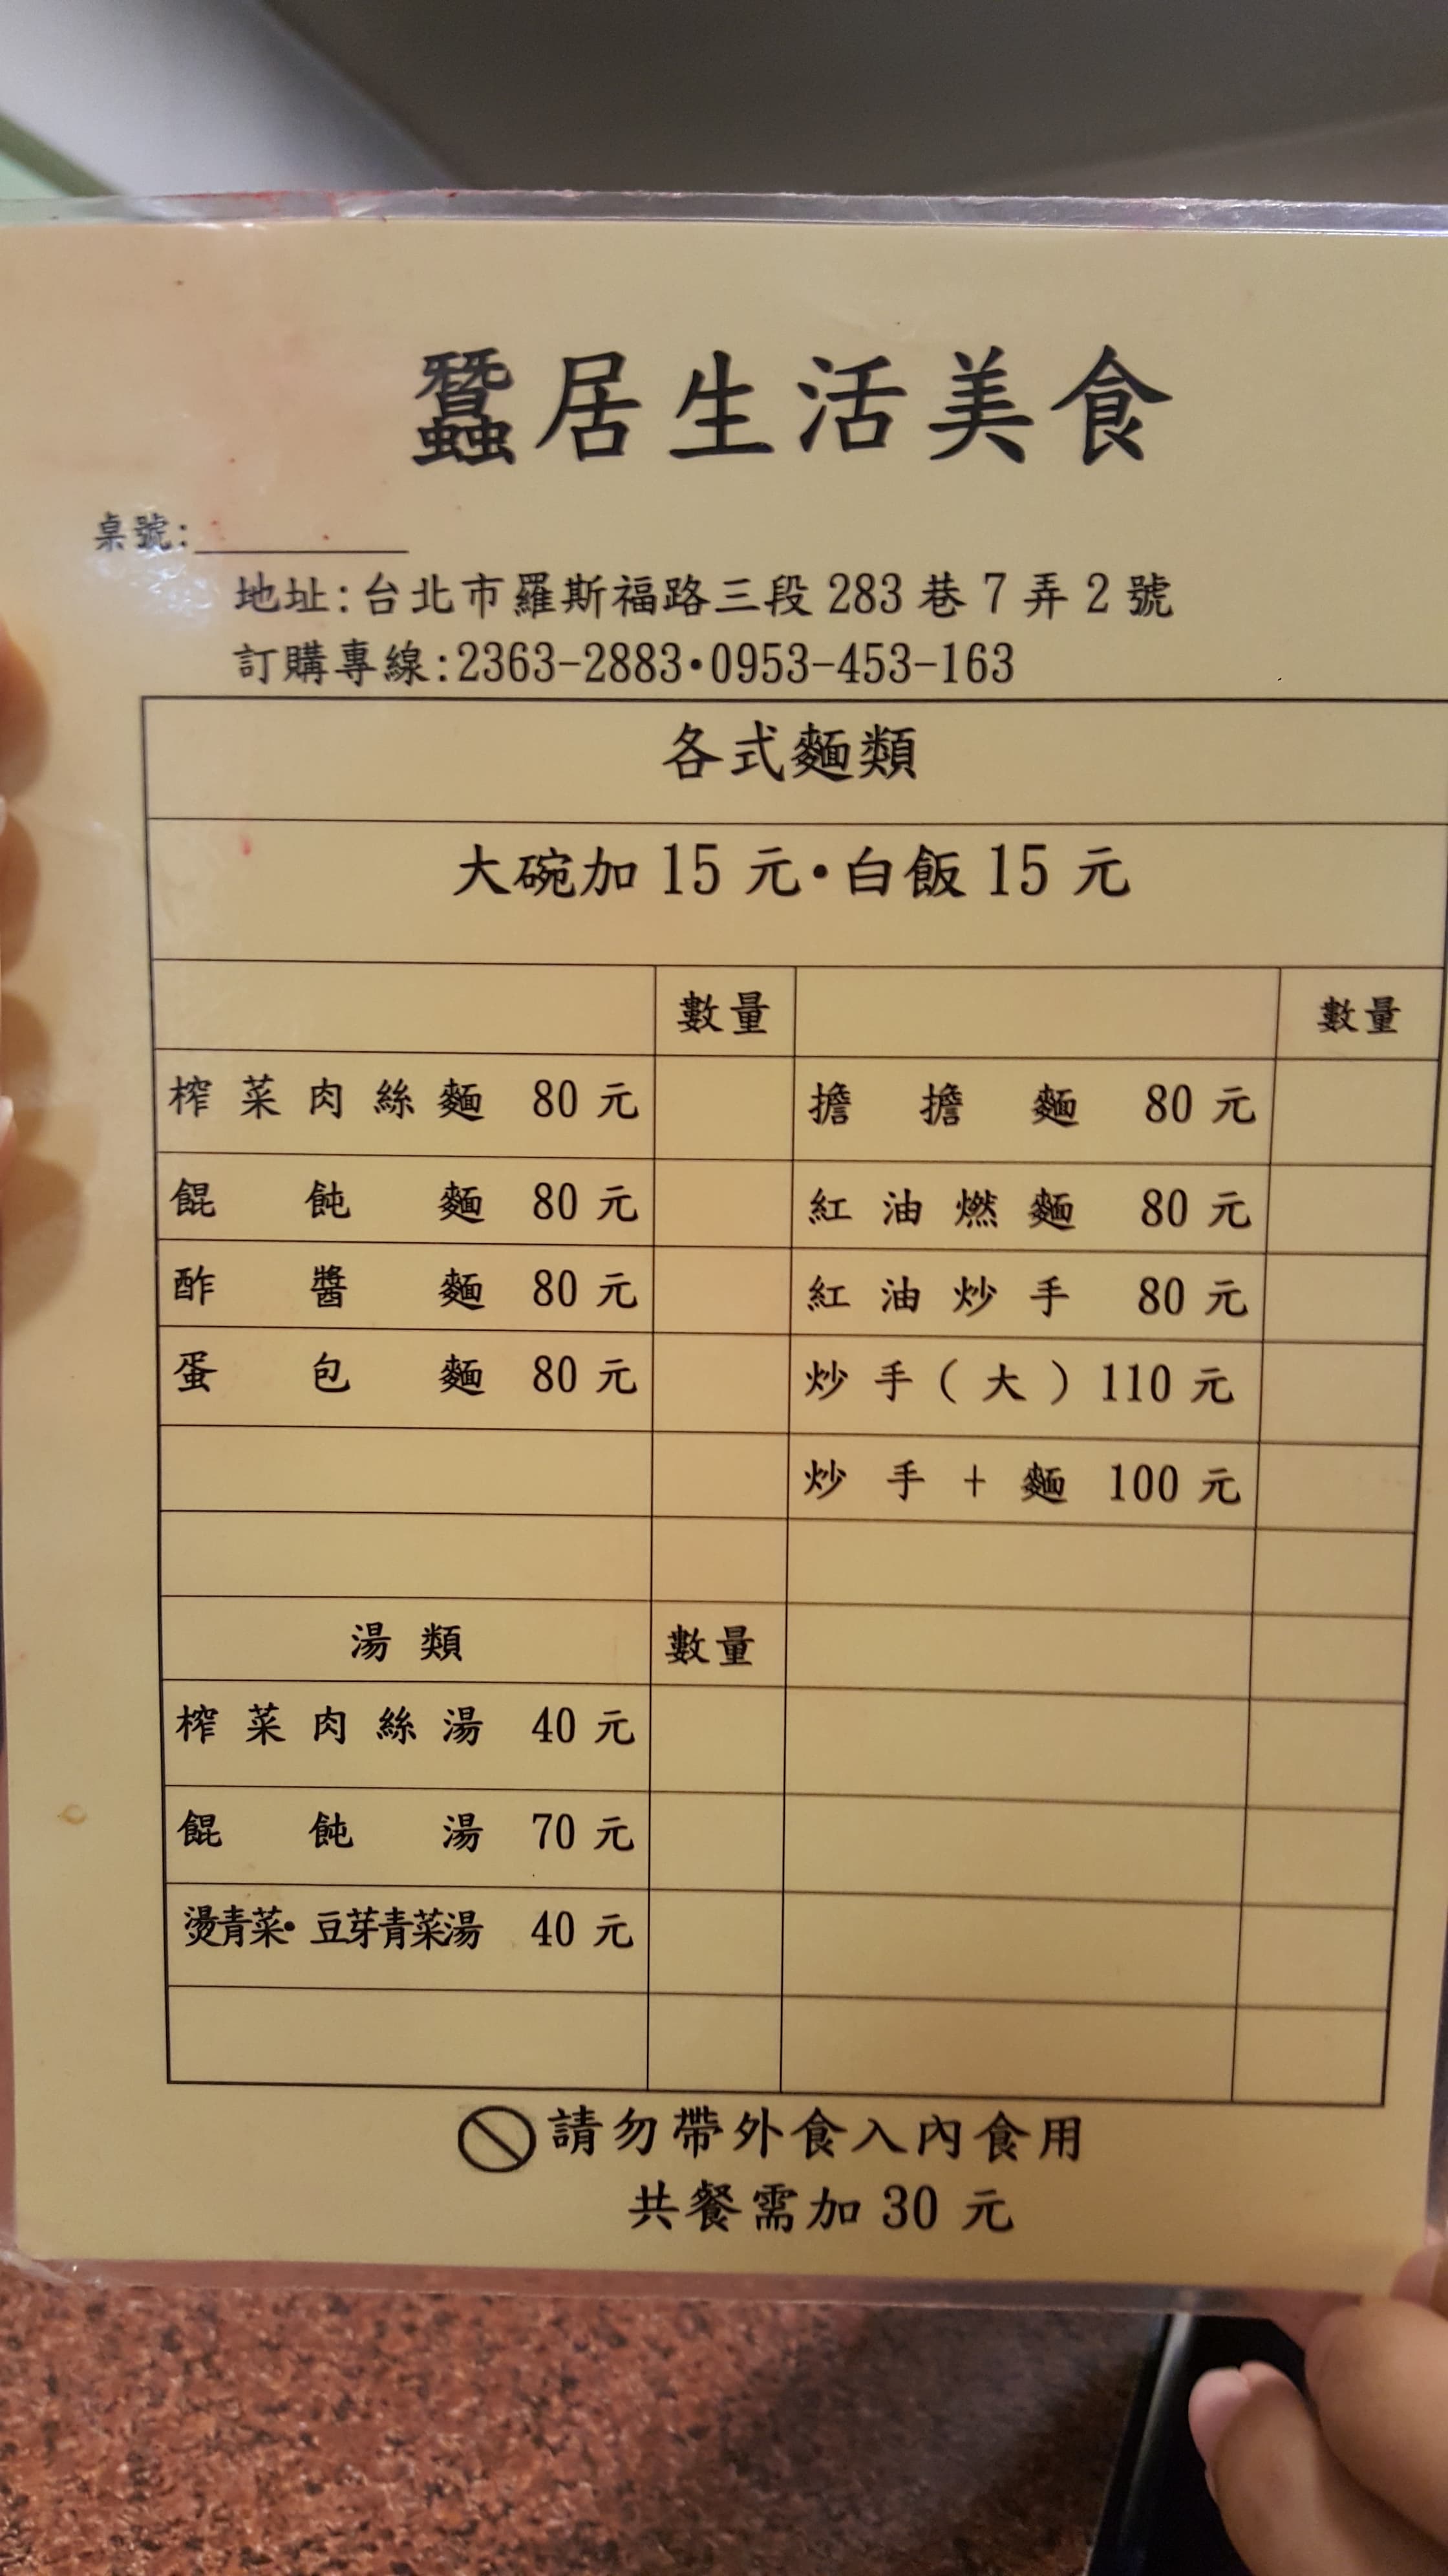 蠶居生活美食
桌號:
地址:台北市羅斯福路三段 283 巷 7 弄 2 號
訂購專線:2363-2883•0953-453-163
各式麵類
大碗加 15 元•白飯 15 元
數量 數量
榨菜肉絲麵 80 元 擔擔麵 80 元
餛飩麵 80 元 紅油燃麵 80 元
酢醬麵 80 元 紅油炒手 80 元
蛋包麵 80 元 炒手(大)110 元
炒手+麵 100 元
湯類 數量
榨菜肉絲湯 40 元
餛飩湯 70 元
燙青菜•豆芽青菜湯 40 元
請勿帶外食入內食用
共餐需加 30 元